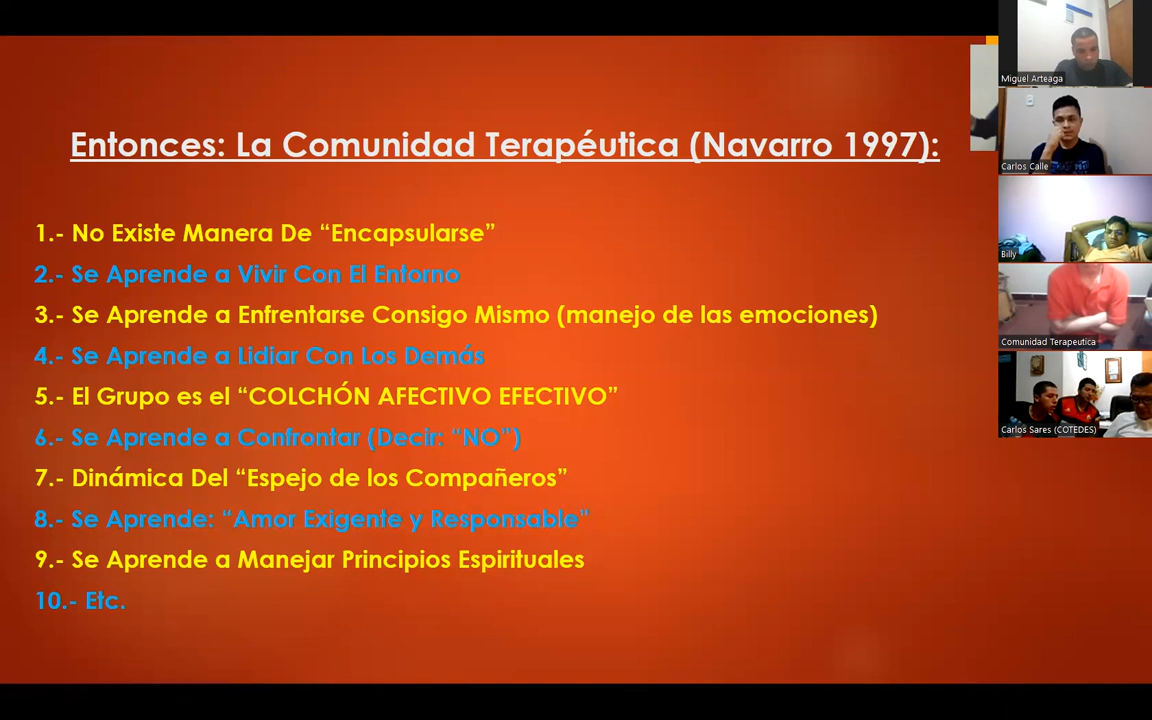 Entonces: La Comunidad Terapéutica (Navarro 1997):
1.- No Existe Manera De “Encapsularse”
2.- Se Aprende a Vivir Con El Entorno
3.- Se Aprende a Enfrentarse Consigo Mismo (manejo de las emociones)
4.- Se Aprende a Lidiar Con Los Demás
5.- El Grupo es el “COLCHÓN AFECTIVO EFECTIVO”
6.- Se Aprende a Confrontar (Decir: “NO”)
7.- Dinámica Del “Espejo de los Compañeros”
8.- Se Aprende: “Amor Exigente y Responsable”
9.- Se Aprende a Manejar Principios Espirituales
10.- Etc.
Miguel Arteaga
Carlos Calle
Billy
Comunidad Terapeutica
Carlos Sares (COTEDES)